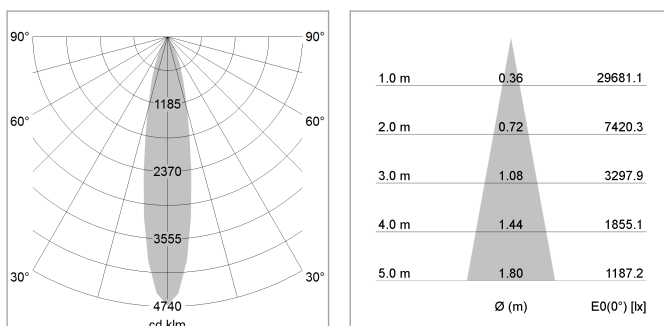 90° 90°
1185
60° 60°
2370
3555
30° 30°
4740
cd klm
1.0 m 0.36 29681.1
2.0 m 0.72 7420.3
3.0 m 1.08 3297.9
4.0 m 1.44 1855.1
5.0 m 1.80 1187.2
Ø (m) E0(0°) [lx]